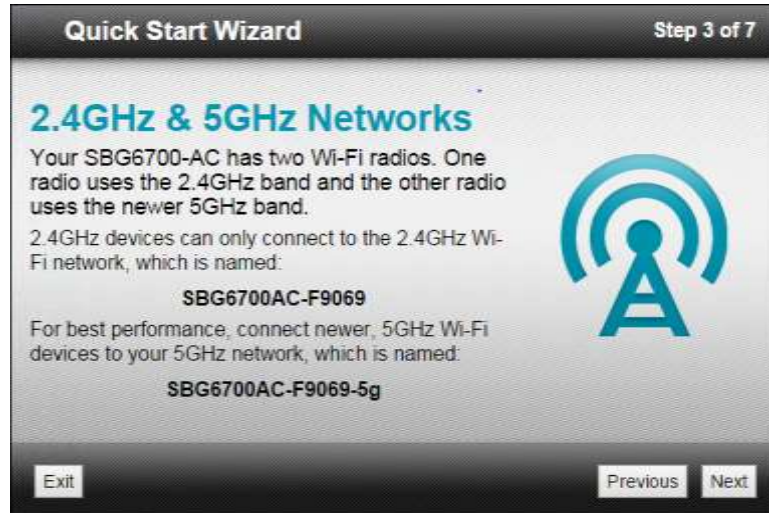 Quick Start Wizard
Step 3 of 7
2.4GHz & 5GHz Networks
Your SBG6700-AC has two Wi-Fi radios. One
radio uses the 2.4GHz band and the other radio
uses the newer 5GHz band.
2.4GHz devices can only connect to the 2.4GHz Wi-
Fi network, which is named:
SBG6700AC-F9069
For best performance, connect newer, 5GHz Wi-Fi
devices to your 5GHz network, which is named:
SBG6700AC-F9069-5g
Exit
Previous
Next